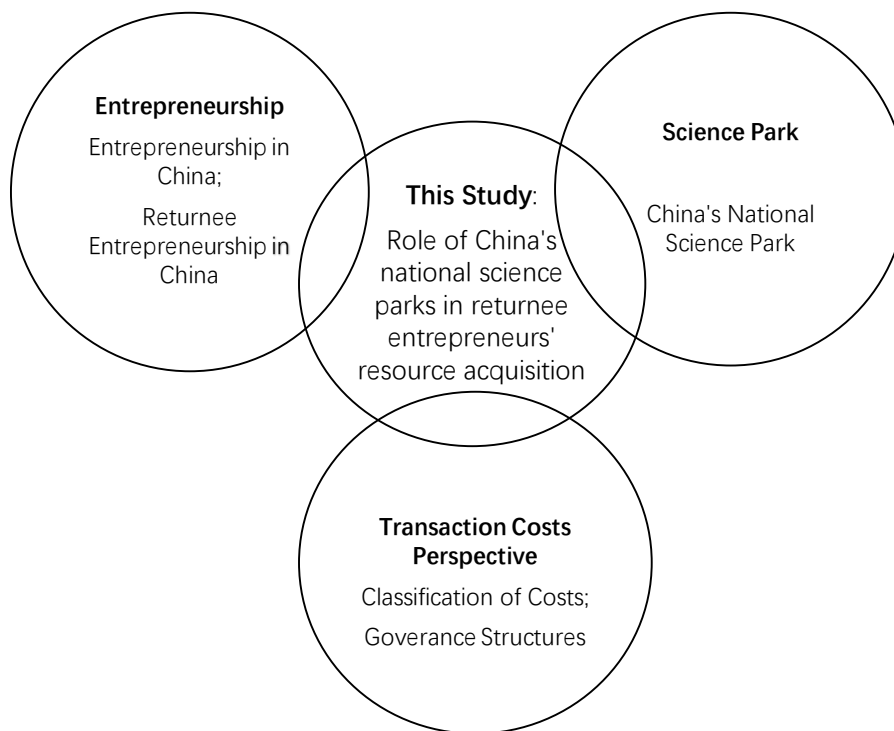 Entrepreneurship
Entrepreneurship in
China;
Returnee
Entrepreneurship in
China
This Study:
Role of China's
national science
parks in returnee
entrepreneurs'
resource acquisition
Science Park
China's National
Science Park
Transaction Costs
Perspective
Classification of Costs;
Goverance Structures